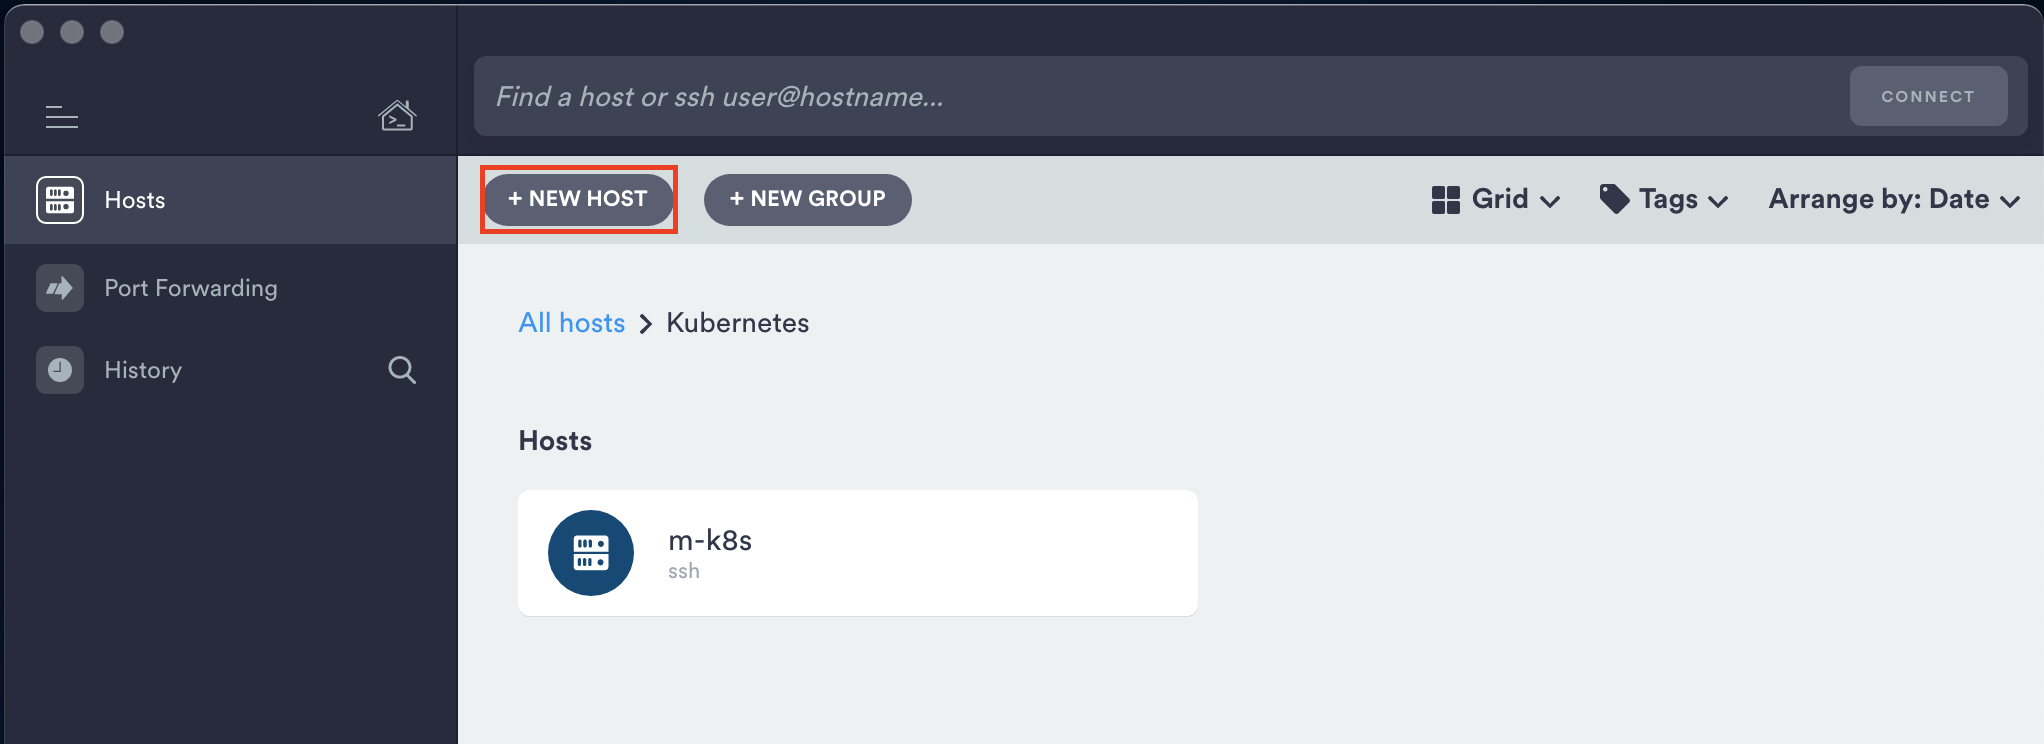 Find a host or ssh user@hostname...
CONNECT
Hosts
Port Forwarding
History
+ NEW HOST
+ NEW GROUP
Grid
Tags
Arrange by: Date
All hosts > Kubernetes
Hosts
m-k8s
ssh